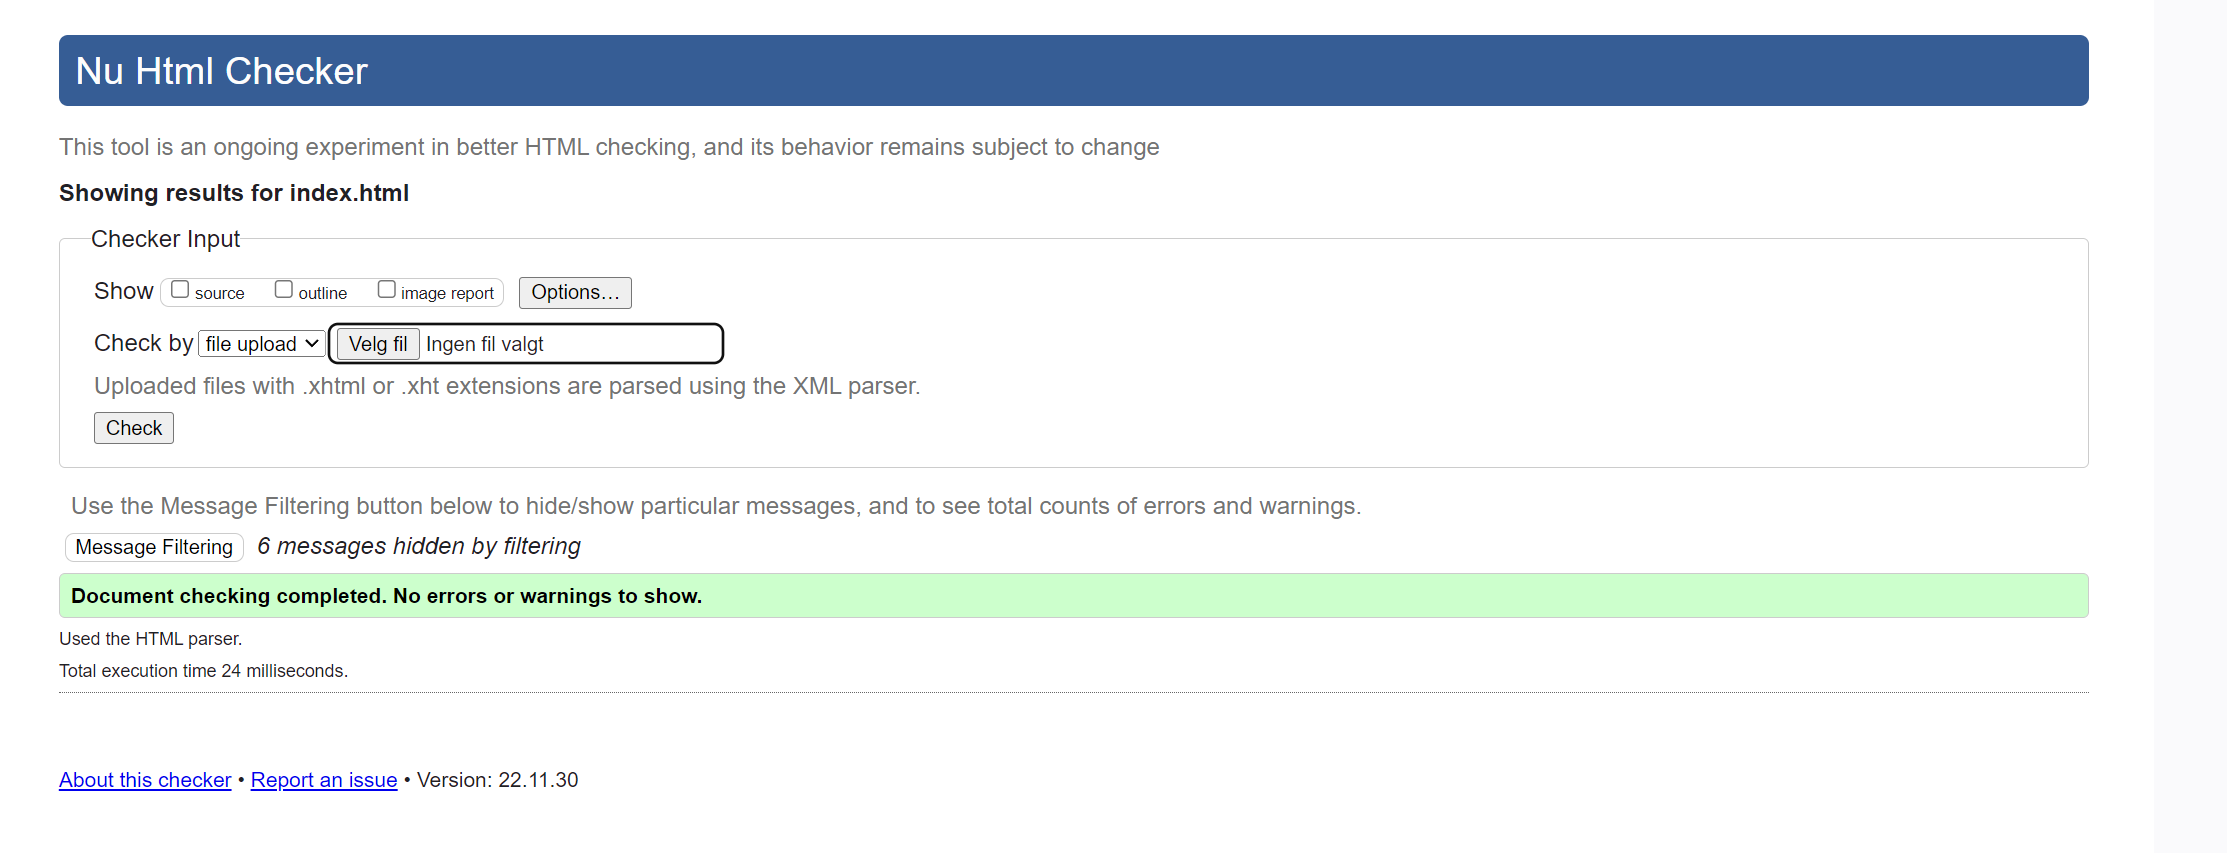 Nu Html Checker
This tool is an ongoing experiment in better HTML checking, and its behavior remains subject to change
Showing results for index.html
Checker Input
Show source outline image report Options…
Check by file upload Velg fil Ingen fil valgt
Uploaded files with .xhtml or .xht extensions are parsed using the XML parser.
Check
Use the Message Filtering button below to hide/show particular messages, and to see total counts of errors and warnings.
Message Filtering 6 messages hidden by filtering
Document checking completed. No errors or warnings to show.
Used the HTML parser.
Total execution time 24 milliseconds.
About this checker • Report an issue • Version: 22.11.30